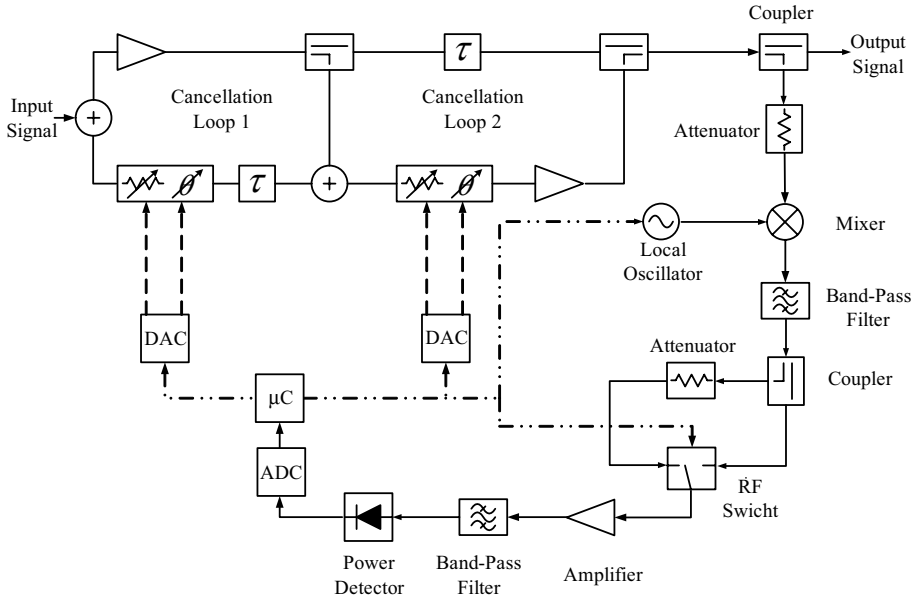 Coupler
Output
Signal
Input
Signal
Cancellation
Loop 1
Cancellation
Loop 2
τ
Attenuator
+
θ
τ
+
θ
Mixer
Local
Oscillator
Band-Pass
Filter
DAC
DAC
Attenuator
Coupler
µC
ADC
RF
Swicht
Power
Detector
Band-Pass
Filter
Amplifier